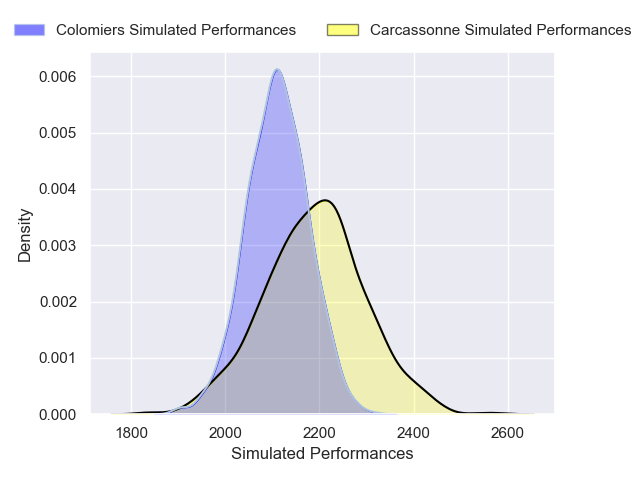 Colomiers Simulated Performances Carcassonne Simulated Performances
0.006
0.005
0.004
0.003
0.002
0.001
0.000
Density
1800 2000 2200 2400 2600
Simulated Performances